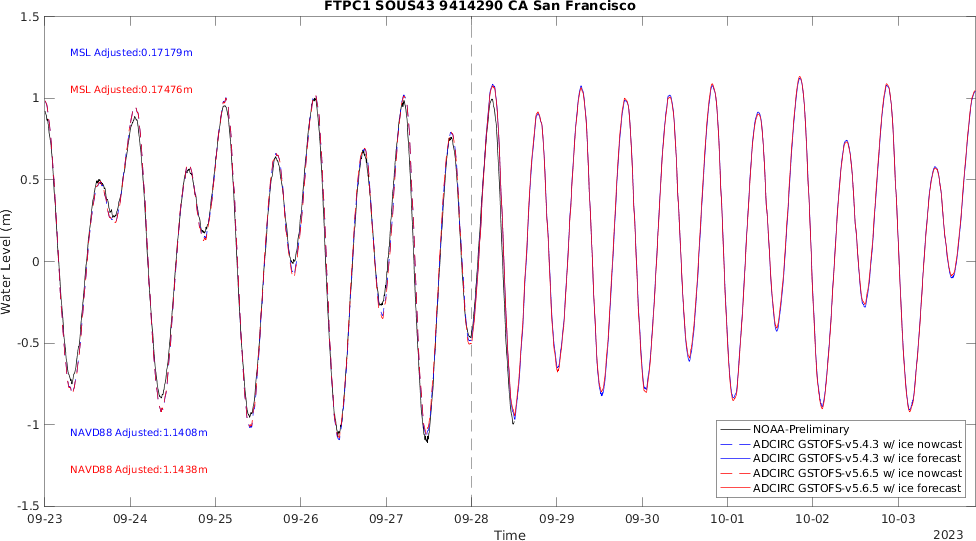 FTPC1 SOUS43 9414290 CA San Francisco
1.5
MSL Adjusted:0.17179m
MSL Adjusted:0.17476m
1
0.5
0
-0.5
-1
-1.5
Water Level (m)
NAVD88 Adjusted:1.1408m
NAVD88 Adjusted:1.1438m
NOAA-Preliminary
ADCIRC GSTOFS-v5.4.3 w/ ice nowcast
ADCIRC GSTOFS-v5.4.3 w/ ice forecast
ADCIRC GSTOFS-v5.6.5 w/ ice nowcast
ADCIRC GSTOFS-v5.6.5 w/ ice forecast
09-23 09-24 09-25 09-26 09-27 09-28 09-29 09-30 10-01 10-02 10-03
Time
2023